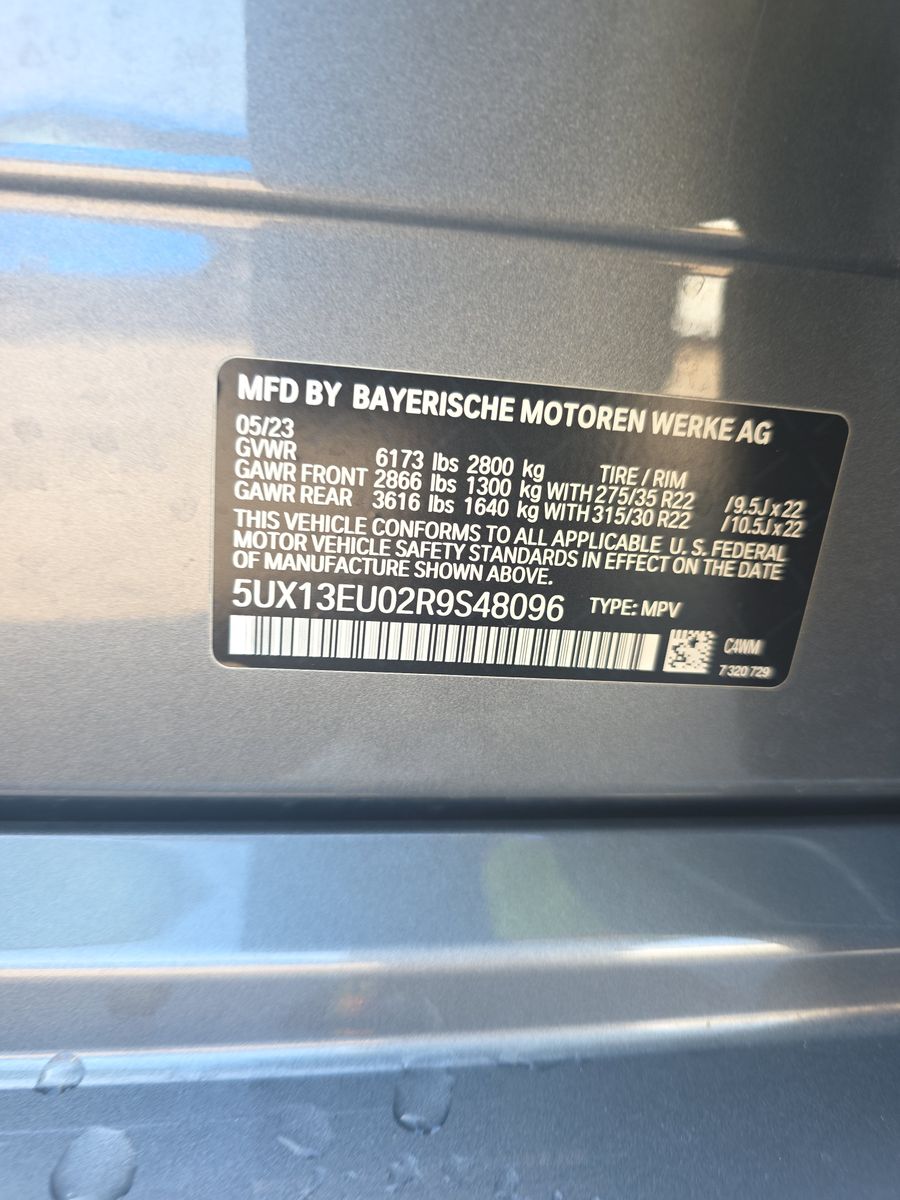 MFD BY BAYERISCHE MOTOREN WERKE AG
05/23
GVWR 6173 lbs 2800 kg TIRE / RIM
GAWR FRONT 2866 lbs 1300 kg WITH 275/35 R22 /9.5J x 22
GAWR REAR 3616 lbs 1640 kg WITH 315/30 R22 /10.5J x 22
THIS VEHICLE CONFORMS TO ALL APPLICABLE U. S. FEDERAL
MOTOR VEHICLE SAFETY STANDARDS IN EFFECT ON THE DATE
OF MANUFACTURE SHOWN ABOVE.
5UX13EU02R9S48096 TYPE: MPV
C4WM
7 320 729